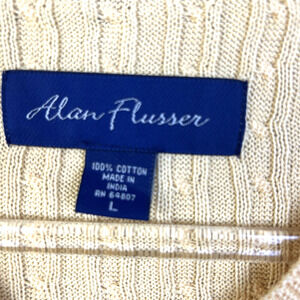 Alan Flusser
100% COTTON
MADE IN
INDIA
RN 64807
L